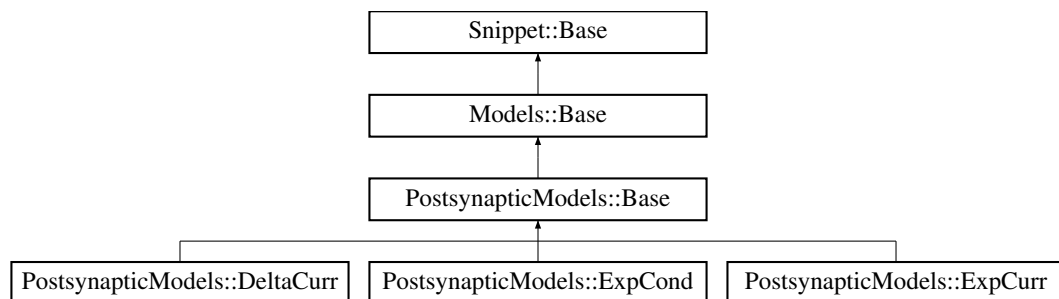 Snippet::Base
Models::Base
PostsynapticModels::Base
PostsynapticModels::DeltaCurr
PostsynapticModels::ExpCond
PostsynapticModels::ExpCurr